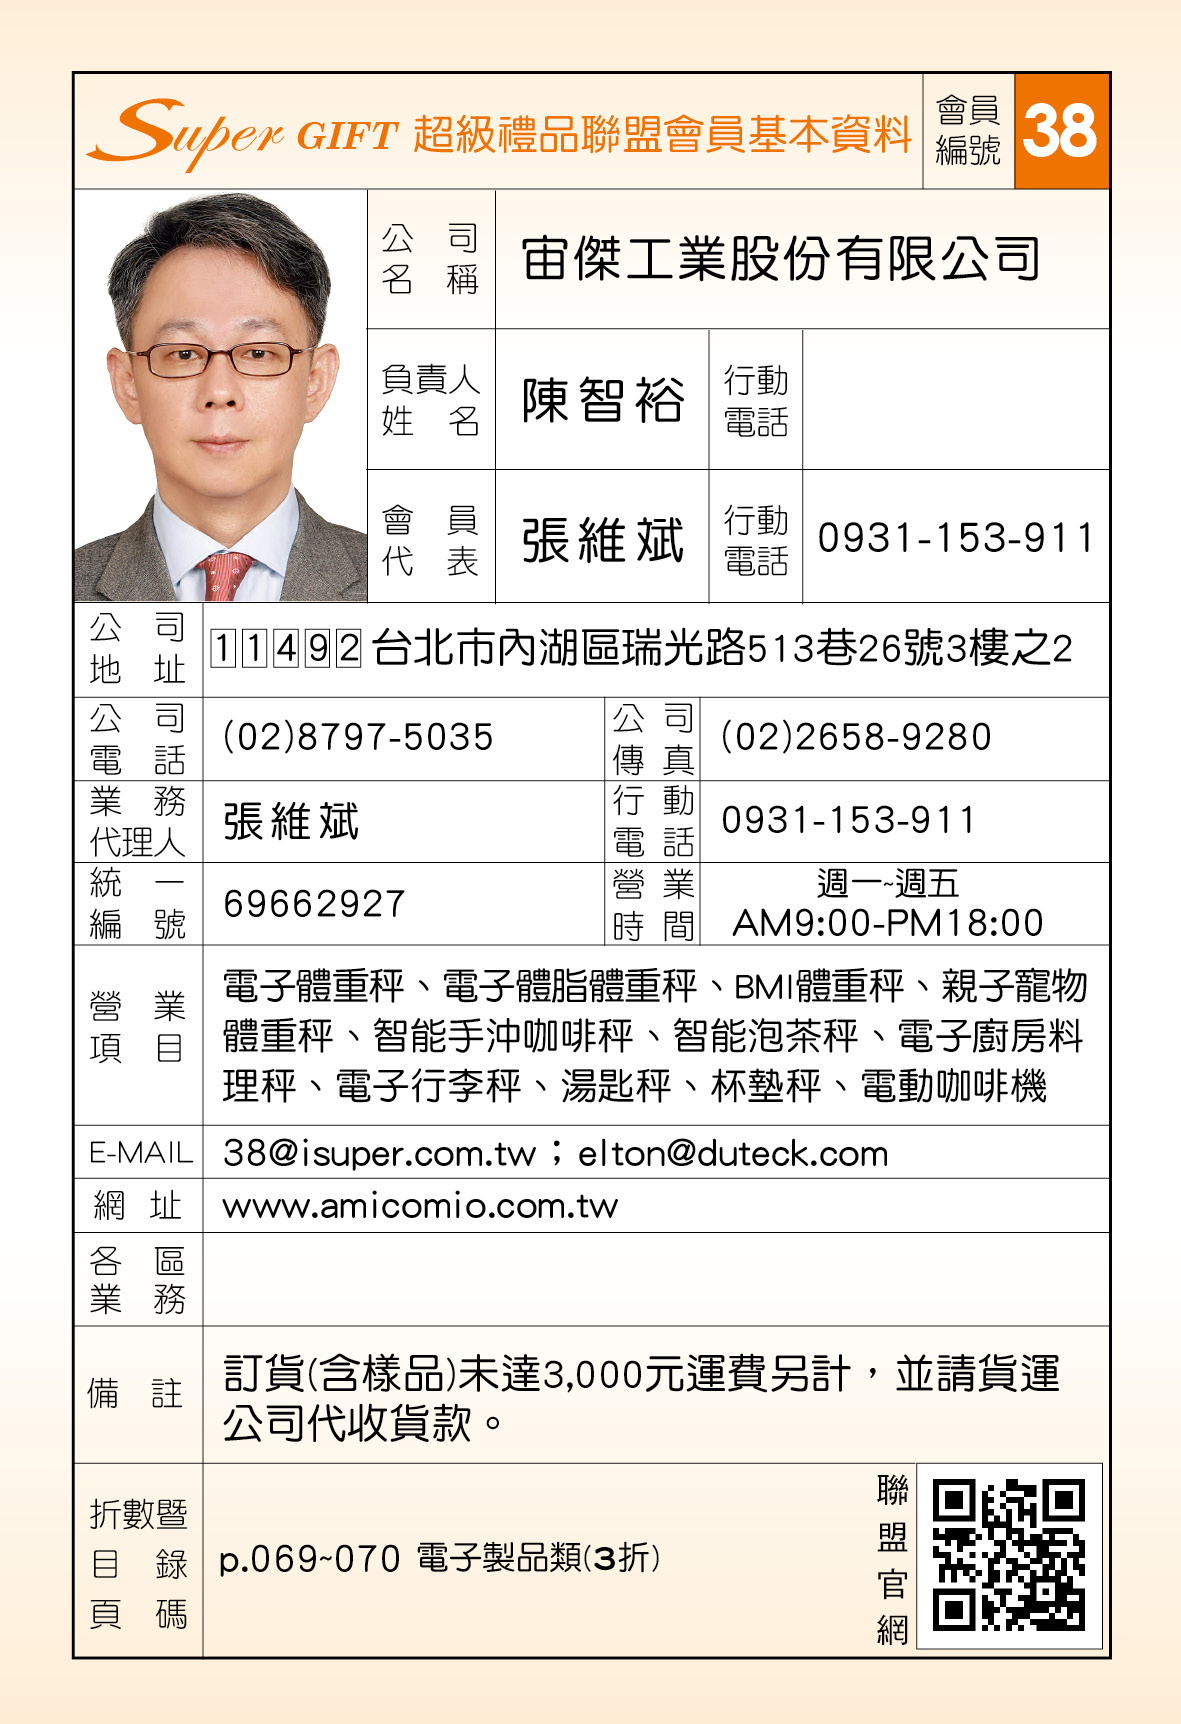 Super GIFT 超級禮品聯盟會員基本資料
會員
編號
38
公司
名稱
宙傑工業股份有限公司
負責人
姓名
陳智裕
行動
電話
會員
代表
張維斌
行動
電話
0931-153-911
公司
地址
11492 台北市內湖區瑞光路513巷26號3樓之2
公司
電話
(02)8797-5035
公司
傳真
(02)2658-9280
業務
代理人
張維斌
行動
電話
0931-153-911
統一
編號
69662927
營業
時間
週一~週五
AM9:00-PM18:00
營業
項目
電子體重秤、電子體脂體重秤、BMI體重秤、親子寵物
體重秤、智能手沖咖啡秤、智能泡茶秤、電子廚房料
理秤、電子行李秤、湯匙秤、杯墊秤、電動咖啡機
E-MAIL
38@isuper.com.tw；elton@duteck.com
網址
www.amicomio.com.tw
各區
業務
備註
訂貨(含樣品)未達3,000元運費另計，並請貨運
公司代收貨款。
折數暨
目錄
頁碼
p.069~070 電子製品類(3折)
聯盟官網